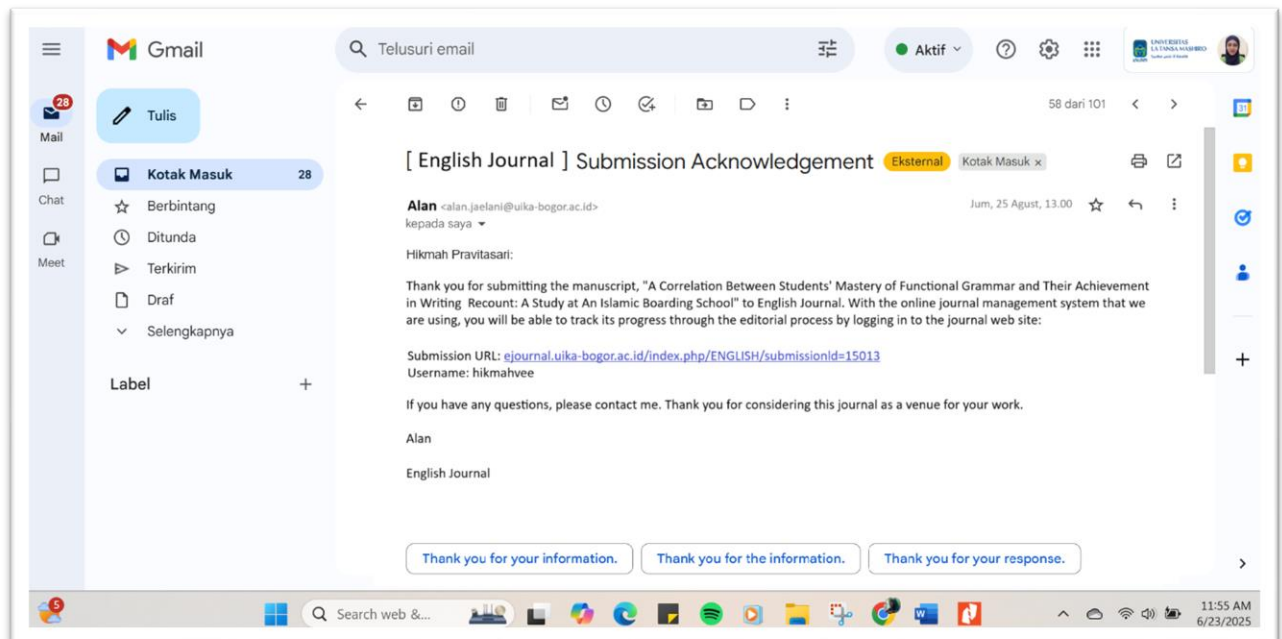 Gmail
Telusuri email
Aktif
UNIVERSITAS
LA TANSA MASHIRO
28
Mail
Chat
Meet
Tulis
Kotak Masuk 28
Berbintang
Ditunda
Terkirim
Draf
Selengkapnya
Label
58 dari 101
31
[ English Journal ] Submission Acknowledgement Eksternal Kotak Masuk x
Alan <alan.jaelani@uika-bogor.ac.id> Jum, 25 Agust, 13.00
kepada saya
Hikmah Pravitasari:
Thank you for submitting the manuscript, "A Correlation Between Students' Mastery of Functional Grammar and Their Achievement
in Writing Recount: A Study at An Islamic Boarding School" to English Journal. With the online journal management system that we
are using, you will be able to track its progress through the editorial process by logging in to the journal web site:
Submission URL: ejournal.uika-bogor.ac.id/index.php/ENGLISH/submissionId=15013
Username: hikmahvee
If you have any questions, please contact me. Thank you for considering this journal as a venue for your work.
Alan
English Journal
Thank you for your information. Thank you for the information. Thank you for your response.
5
Search web &...
11:55 AM
6/23/2025